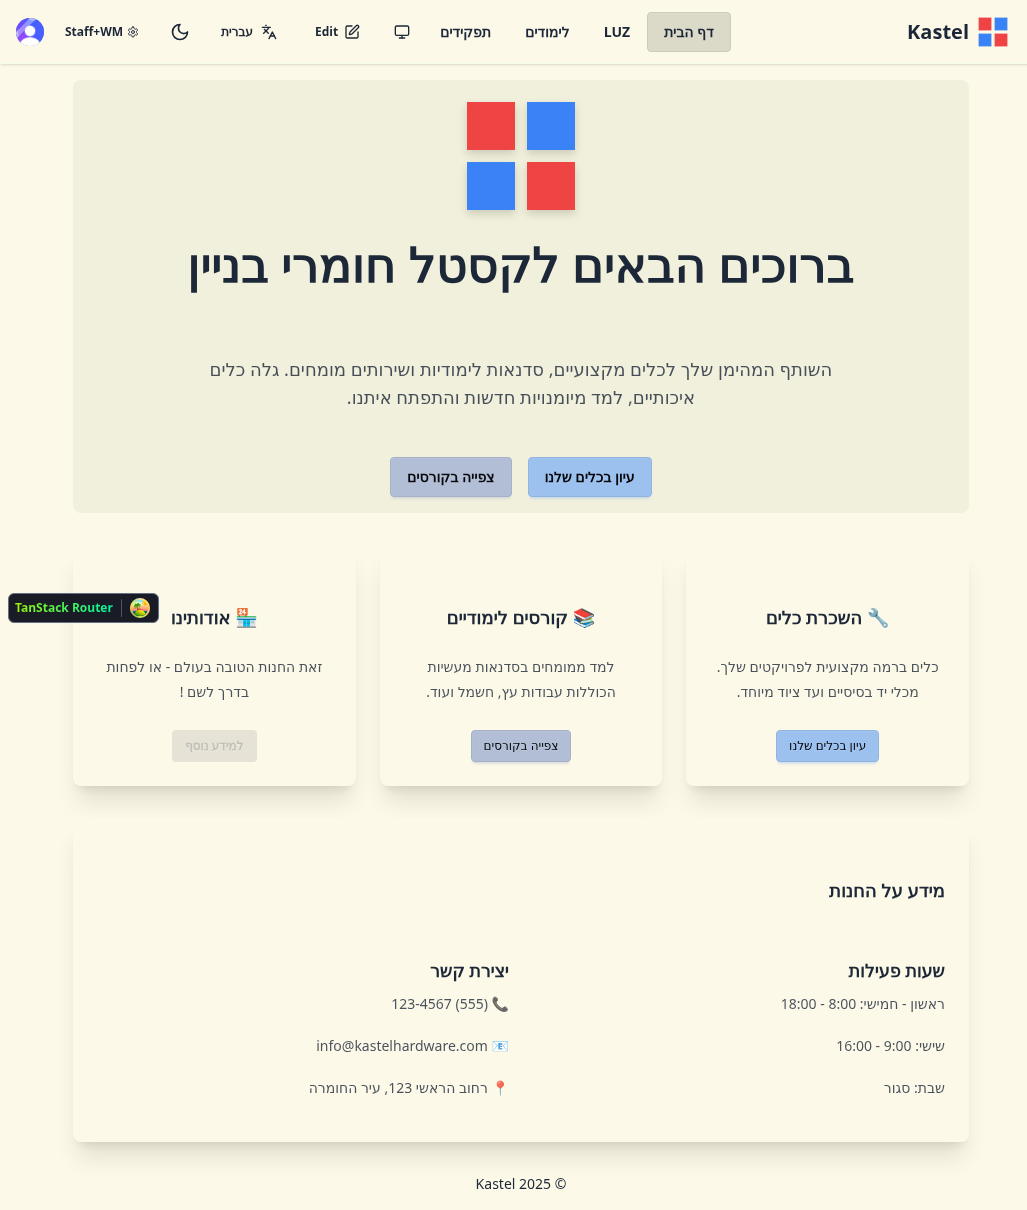 Kastel
דף הבית
LUZ
לימודים
תפקידים
Edit
עברית
Staff+WM
ברוכים הבאים לקסטל חומרי בניין
השותף המהימן שלך לכלים מקצועיים, סדנאות לימודיות ושירותים מומחים. גלה כלים
איכותיים, למד מיומנויות חדשות והתפתח איתנו.
עיון בכלים שלנו
צפייה בקורסים
🔧 השכרת כלים
כלים ברמה מקצועית לפרויקטים שלך.
מכלי יד בסיסיים ועד ציוד מיוחד.
עיון בכלים שלנו
📚 קורסים לימודיים
למד ממומחים בסדנאות מעשיות
הכוללות עבודות עץ, חשמל ועוד.
צפייה בקורסים
🏪 אודותינו
זאת החנות הטובה בעולם - או לפחות
בדרך לשם !
למידע נוסף
TanStack Router
מידע על החנות
שעות פעילות
ראשון - חמישי: 8:00 - 18:00
שישי: 9:00 - 16:00
שבת: סגור
יצירת קשר
📞 (555) 123-4567
📧 info@kastelhardware.com
📍 רחוב הראשי 123, עיר החומרה
© 2025 Kastel